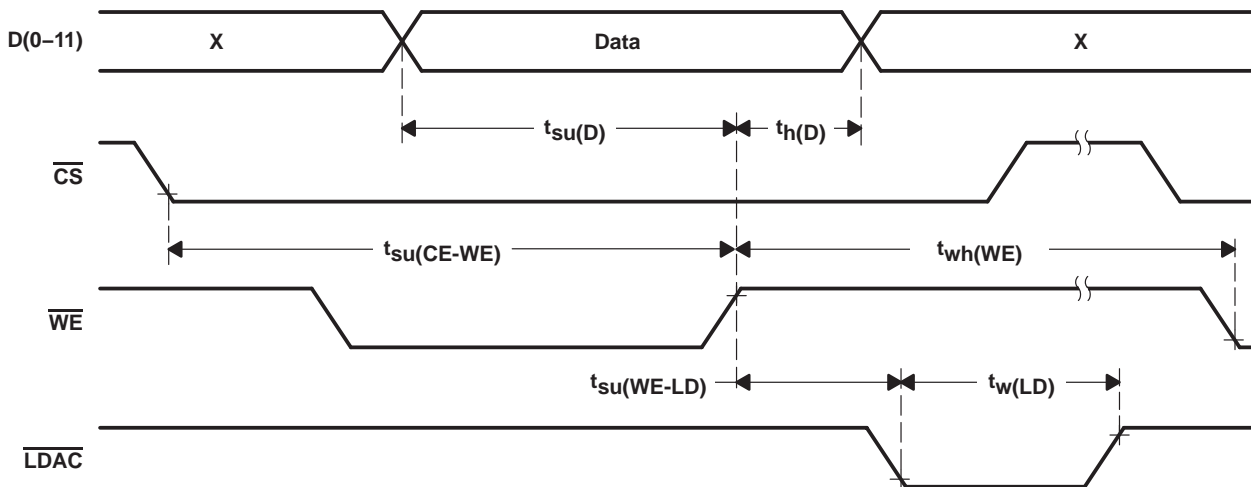 D(0–11) X Data X
tsu(D) th(D)
CS
tsu(CE-WE) twh(WE)
WE
tsu(WE-LD) tw(LD)
LDAC